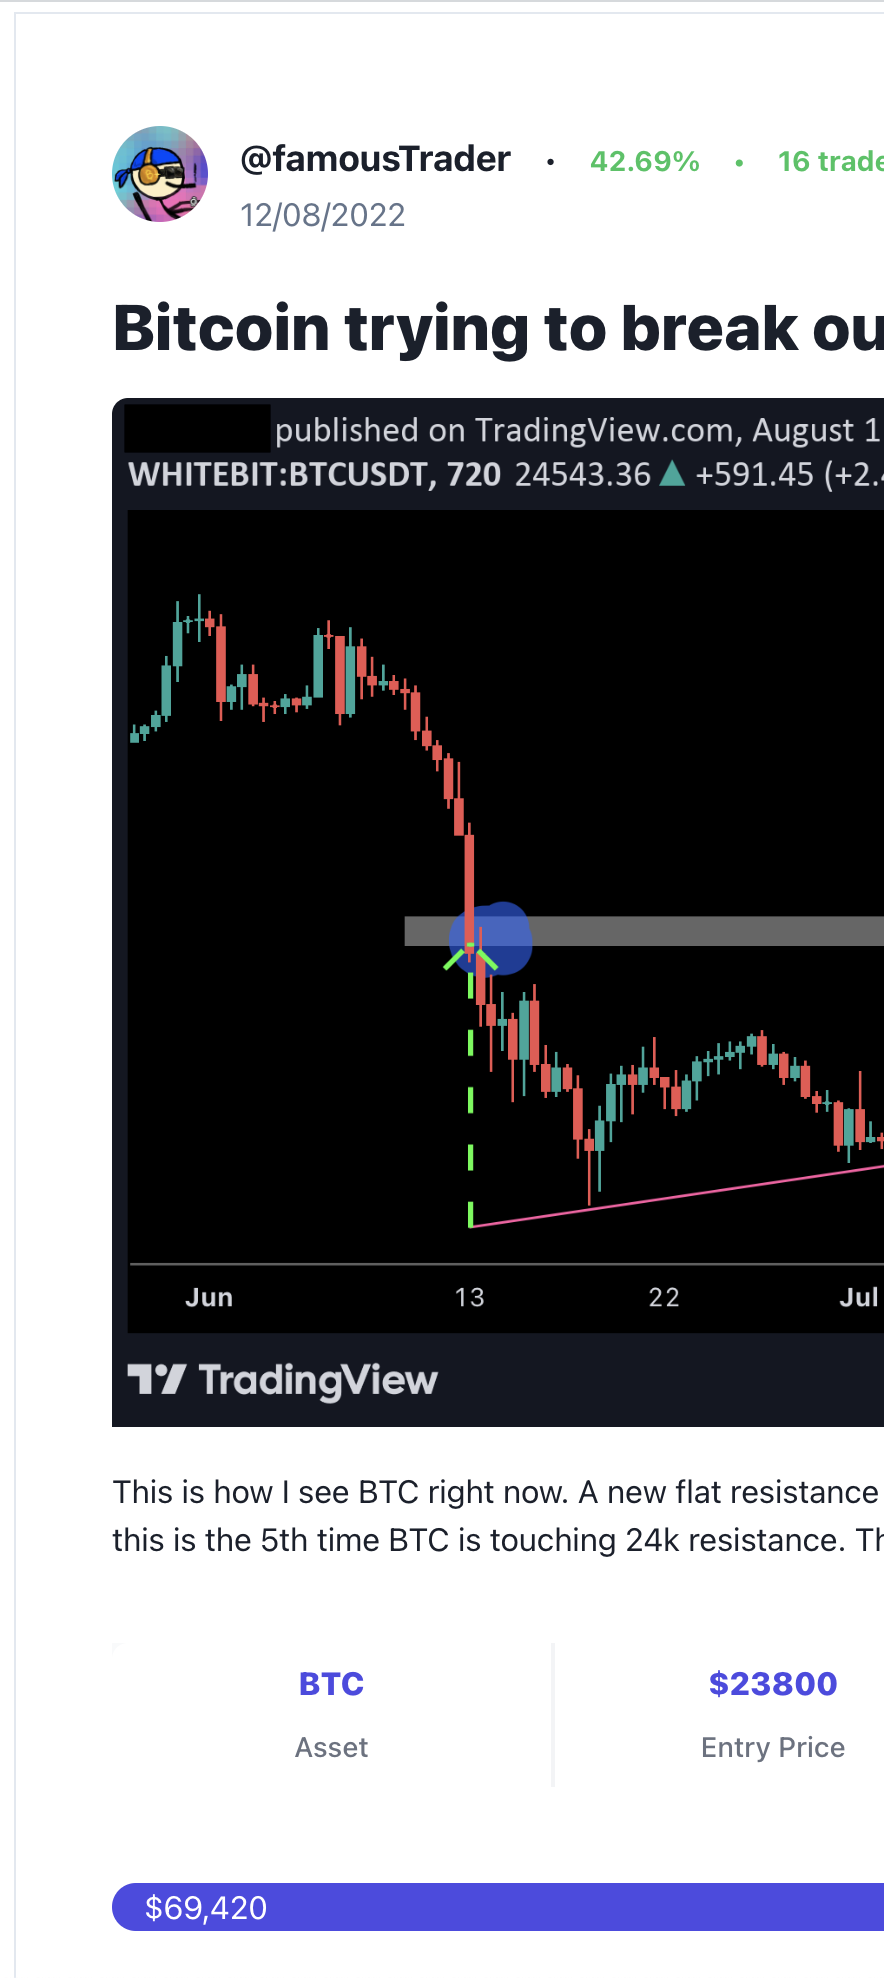 @famousTrader · 42.69% · 16 trade
12/08/2022
Bitcoin trying to break ou
published on TradingView.com, August 1
WHITEBIT:BTCUSDT, 720 24543.36 ▲ +591.45 (+2.4
Jun 13 22 Jul
TradingView
This is how I see BTC right now. A new flat resistance
this is the 5th time BTC is touching 24k resistance. Th
BTC $23800
Asset Entry Price
$69,420